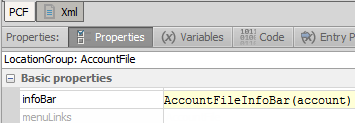 PCF Xml
Properties: Properties (x) Variables Code Entry P
LocationGroup: AccountFile
Basic properties
infoBar AccountFileInfoBar(account)
menuLinks